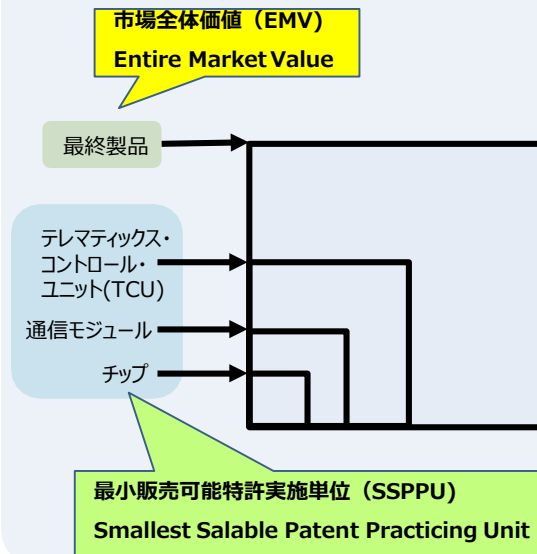 市場全体価値（EMV)
Entire Market Value
最終製品
テレマティックス・
コントロール・
ユニット(TCU)
通信モジュール
チップ
最小販売可能特許実施単位（SSPPU)
Smallest Salable Patent Practicing Unit